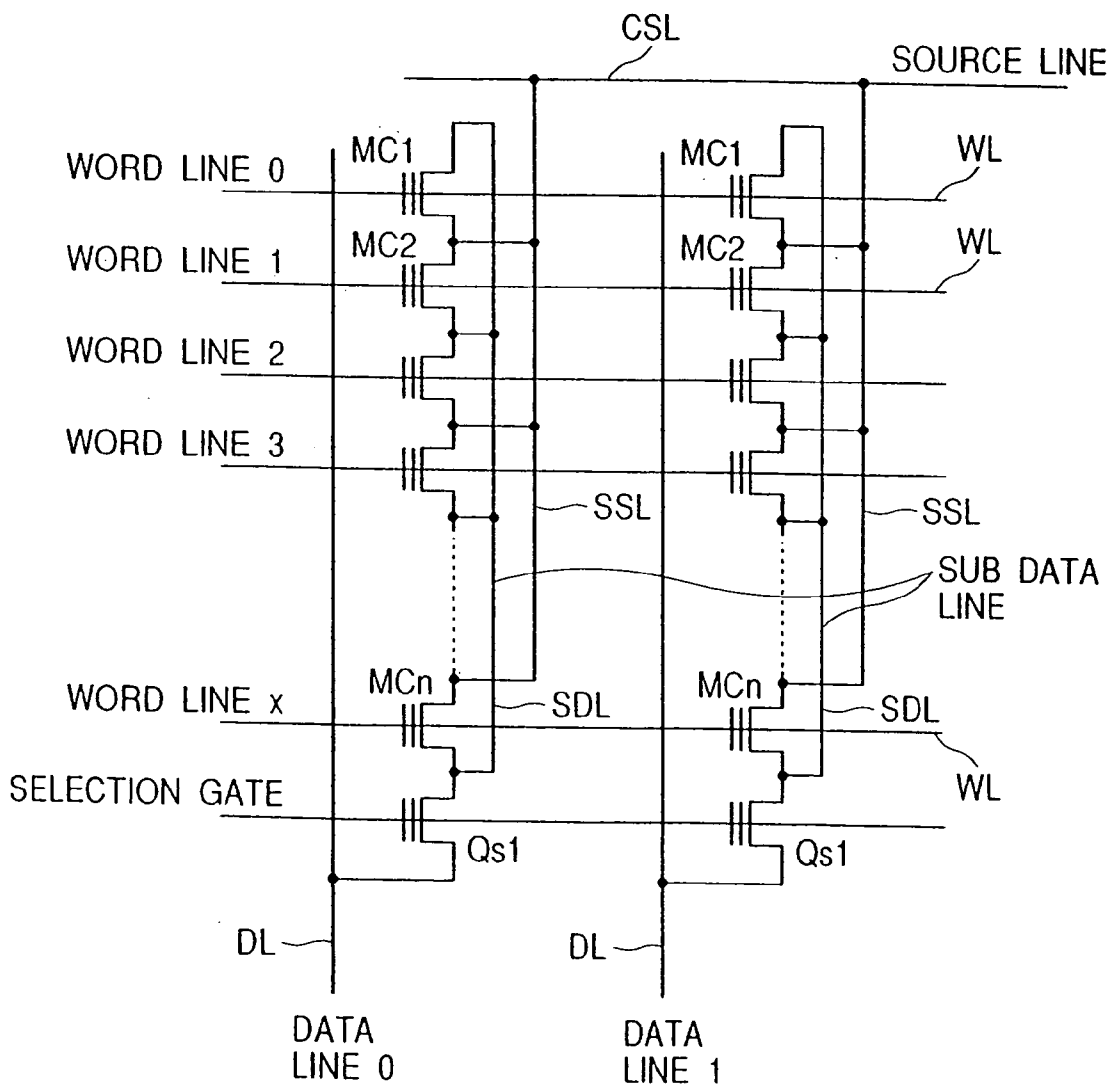 CSL
SOURCE LINE
MC1
MC1
WL
WORD LINE 0
MC2
MC2
WL
WORD LINE 1
WORD LINE 2
WORD LINE 3
SSL
SSL
SUB DATA
LINE
MCn
MCn
WORD LINE x
SDL
SDL
WL
SELECTION GATE
Qs1
Qs1
DL
DL
DATA
LINE 0
DATA
LINE 1